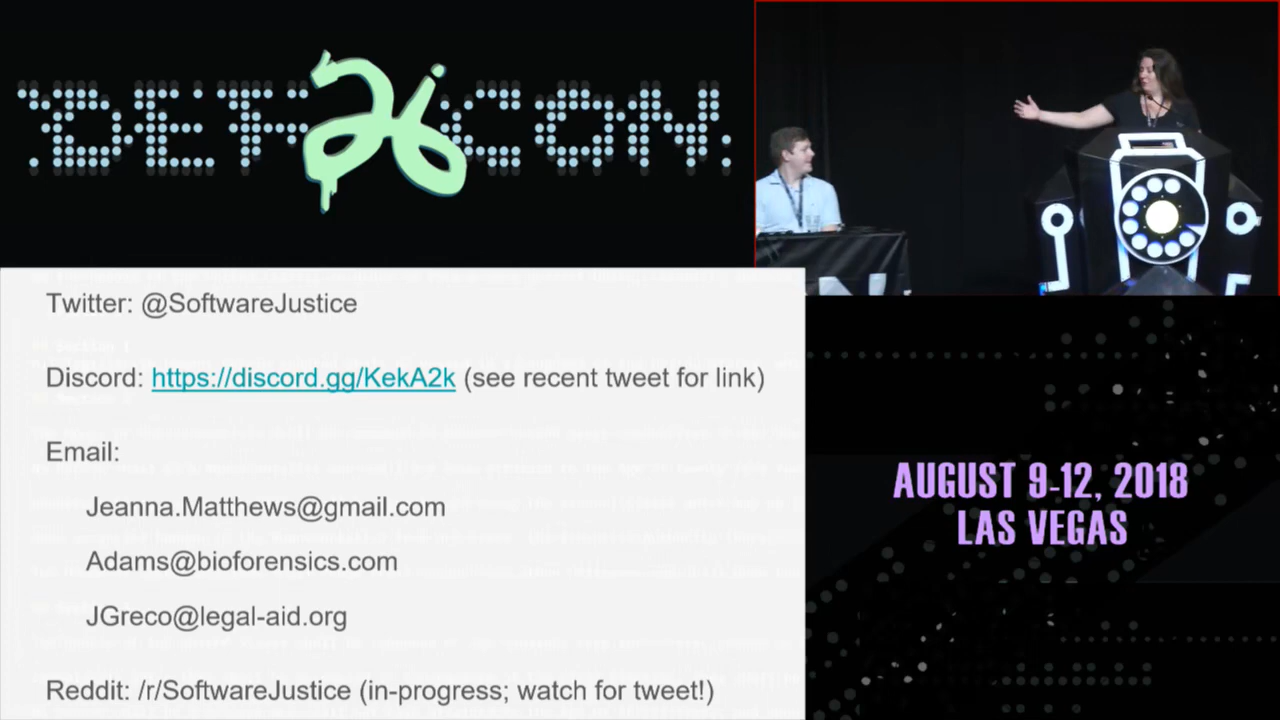 DEF CON 26
Twitter: @SoftwareJustice
Discord: https://discord.gg/KekA2k (see recent tweet for link)
Email:
Jeanna.Matthews@gmail.com
Adams@bioforensics.com
JGreco@legal-aid.org
Reddit: /r/SoftwareJustice (in-progress; watch for tweet!)
AUGUST 9-12, 2018
LAS VEGAS